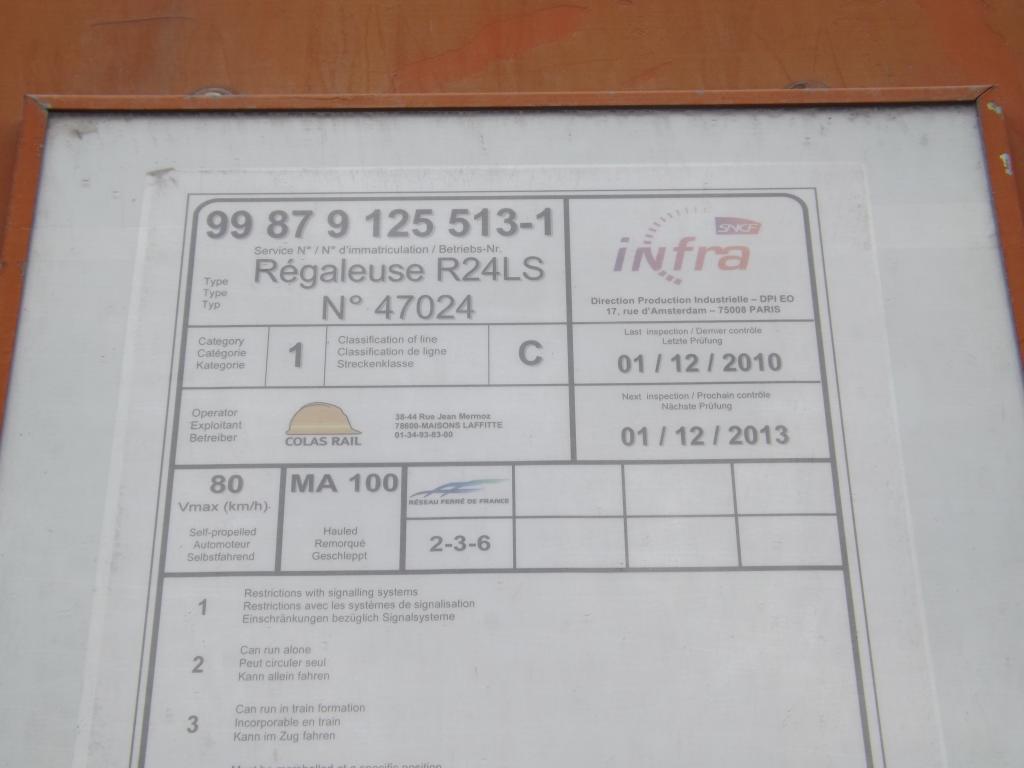 99 87 9 125 513-1
Service N° / N° d'immatriculation / Betriebs-Nr.
Type
Type
Typ
Régaleuse R24LS
N° 47024
SNCF
infra
Direction Production Industrielle – DPI EO
17, rue d'Amsterdam – 75008 PARIS
Category
Catégorie
Kategorie
1
Classification of line
Classification de ligne
Streckenklasse
C
Last inspection / Dernier contrôle
Letzte Prüfung
01 / 12 / 2010
Operator
Exploitant
Betreiber
COLAS RAIL
38-44 Rue Jean Mermoz
78600-MAISONS LAFFITTE
01-34-93-83-00
Next inspection / Prochain contrôle
Nächste Prüfung
01 / 12 / 2013
80
Vmax (km/h)
Self-propelled
Automoteur
Selbstfahrend
MA 100
Hauled
Remorqué
Geschleppt
RÉSEAU FERRÉ DE FRANCE
2-3-6
1
Restrictions with signalling systems
Restrictions avec les systèmes de signalisation
Einschränkungen bezüglich Signalsysteme
2
Can run alone
Peut circuler seul
Kann allein fahren
3
Can run in train formation
Incorporable en train
Kann im Zug fahren
Must be marshalled at a specific position